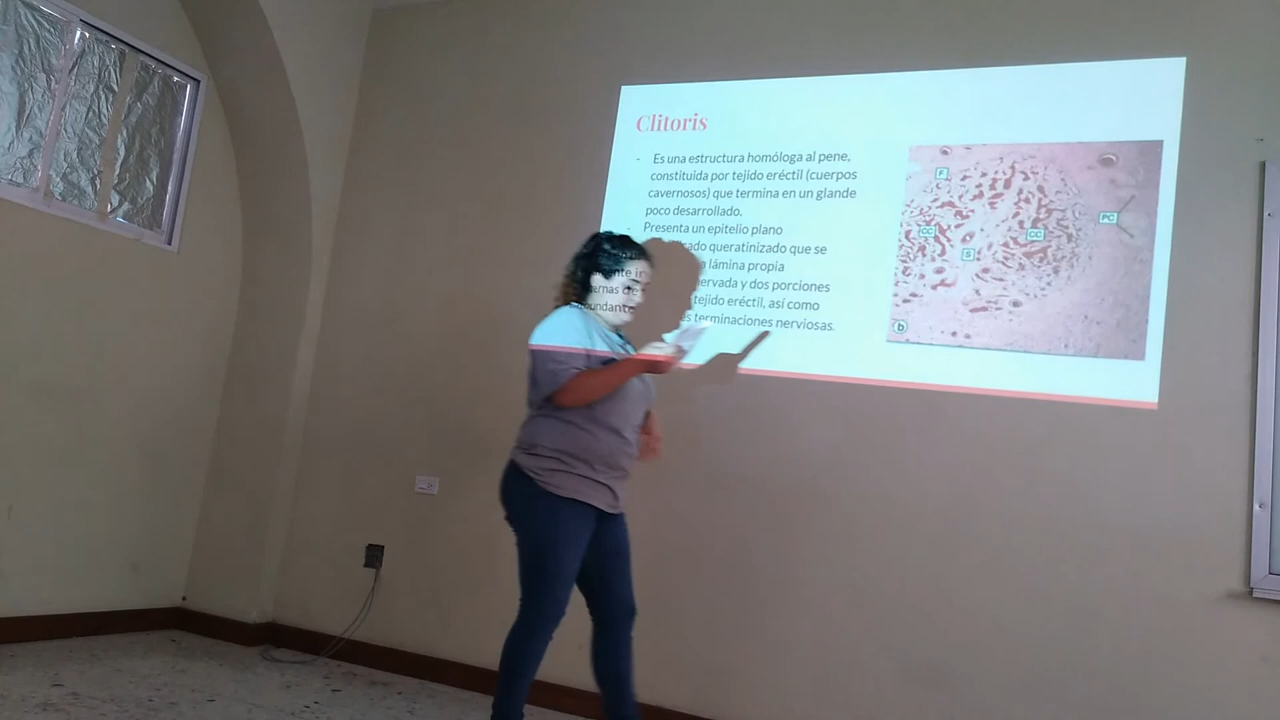 Clitoris
- Es una estructura homóloga al pene,
constituida por tejido eréctil (cuerpos
cavernosos) que termina en un glande
poco desarrollado.
- Presenta un epitelio plano
queratinizado que se
lámina propia
dos porciones
tejido eréctil, así como
terminaciones nerviosas.
F
CC
CC
S
PC
b